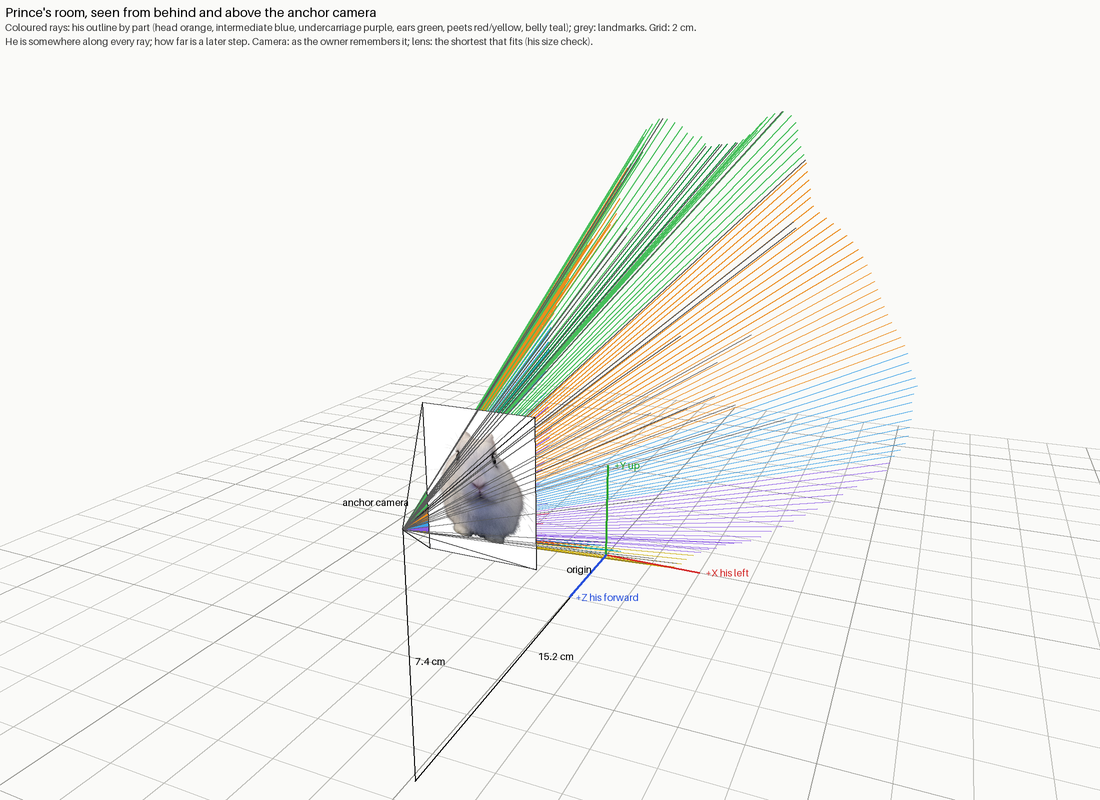 Prince's room, seen from behind and above the anchor camera
Coloured rays: his outline by part (head orange, intermediate blue, undercarriage purple, ears green, peets red/yellow, belly teal); grey: landmarks. Grid: 2 cm.
He is somewhere along every ray; how far is a later step. Camera: as the owner remembers it; lens: the shortest that fits (his size check).
+Y up
anchor camera
origin
+X his left
+Z his forward
15.2 cm
7.4 cm